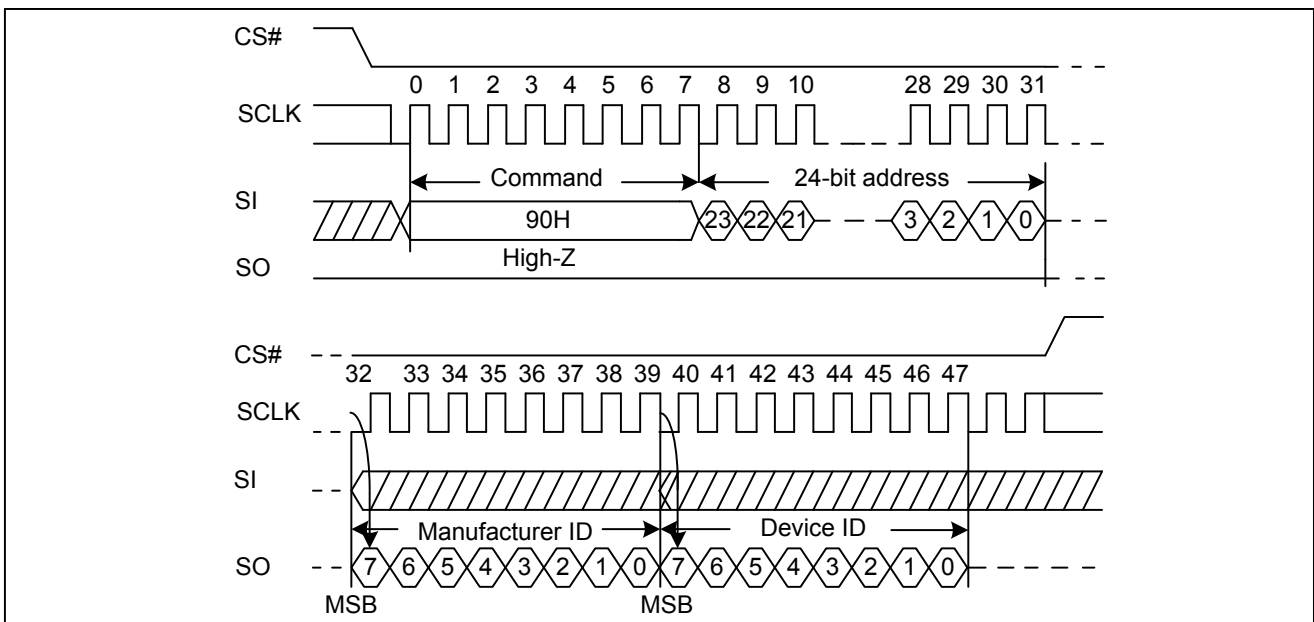 CS#
0 1 2 3 4 5 6 7 8 9 10 28 29 30 31
SCLK
Command 24-bit address
SI
90H 23 22 21 3 2 1 0
High-Z
SO
CS#
32 33 34 35 36 37 38 39 40 41 42 43 44 45 46 47
SCLK
SI
Manufacturer ID Device ID
SO 7 6 5 4 3 2 1 0 7 6 5 4 3 2 1 0
MSB MSB